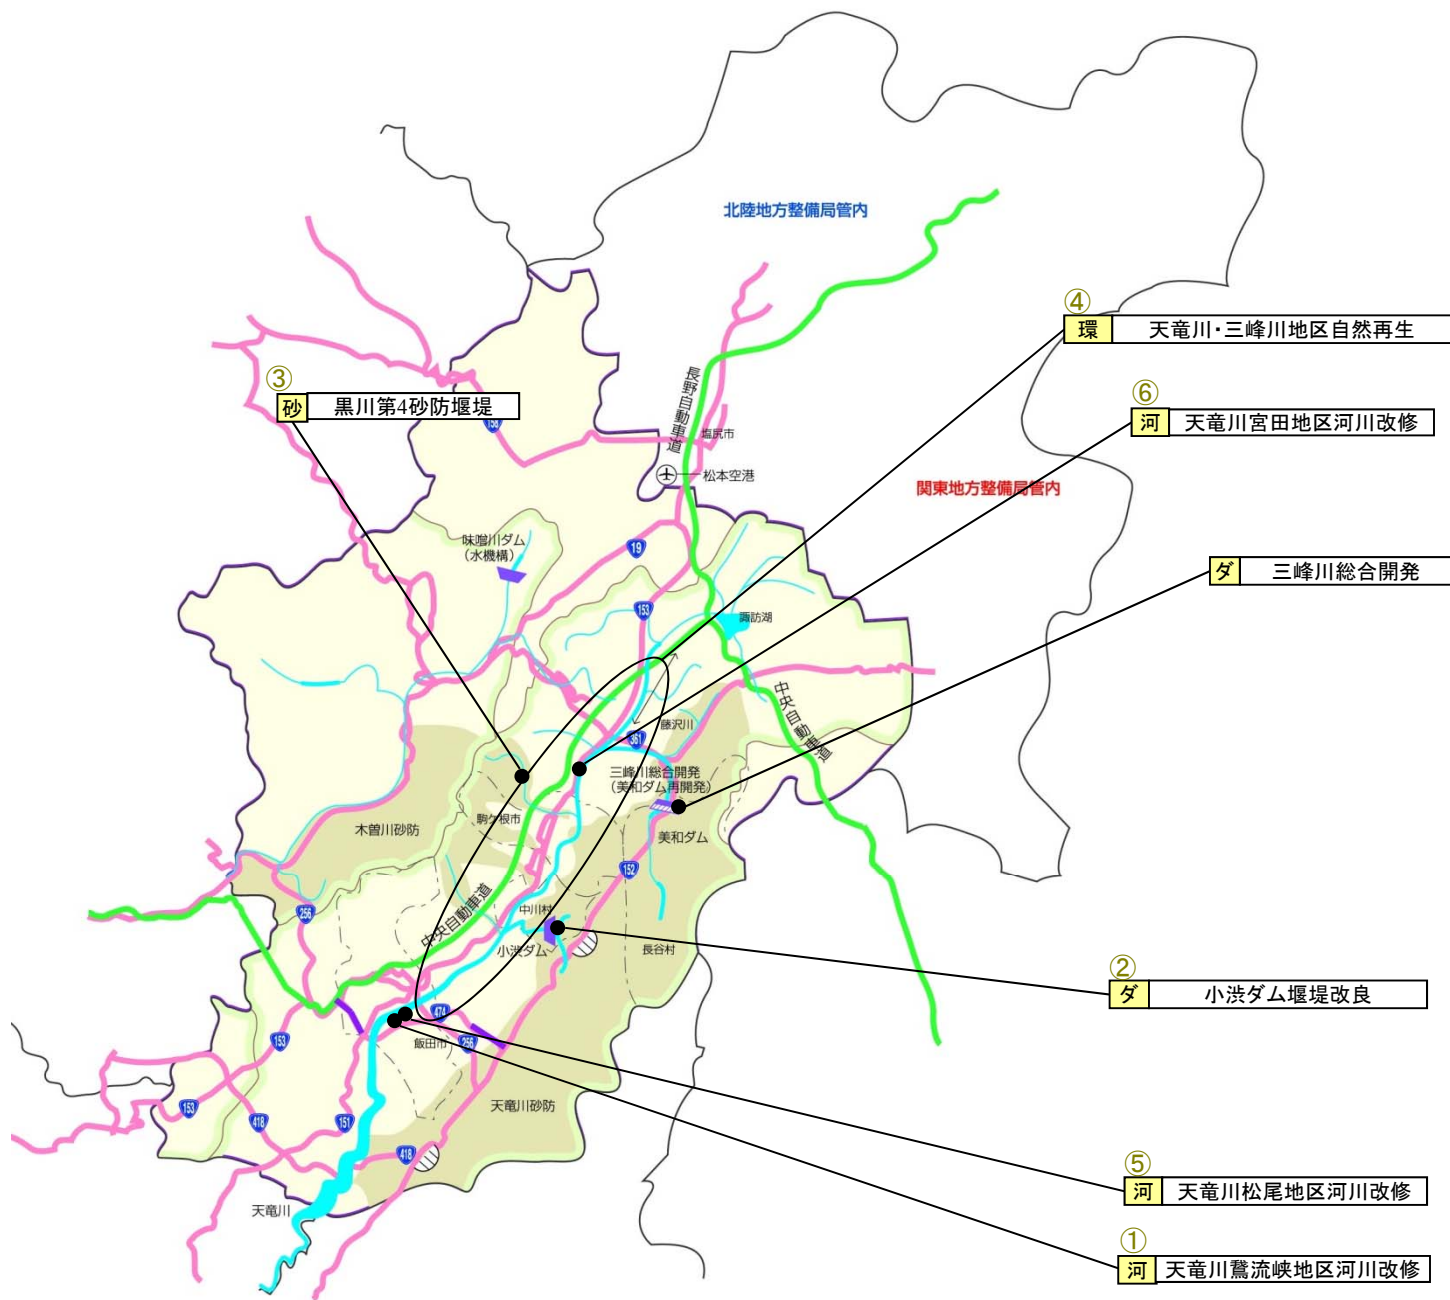 北陸地方整備局管内
④
環 天竜川・三峰川地区自然再生
③
砂 黒川第4砂防堰堤
158
長野自動車道
⑥
河 天竜川宮田地区河川改修
塩尻市
松本空港
関東地方整備局管内
味噌川ダム
(水機構)
19
ダ 三峰川総合開発
153
諏訪湖
中央自動車道
藤沢川
361
三峰川総合開発
(美和ダム再開発)
駒ケ根市
木曽川砂防
美和ダム
152
256
中央自動車道
中川村
小渋ダム
長谷村
②
ダ 小渋ダム堰堤改良
474
153
飯田市
256
天竜川砂防
153
418
151
418
⑤
河 天竜川松尾地区河川改修
天竜川
①
河 天竜川鵞流峡地区河川改修